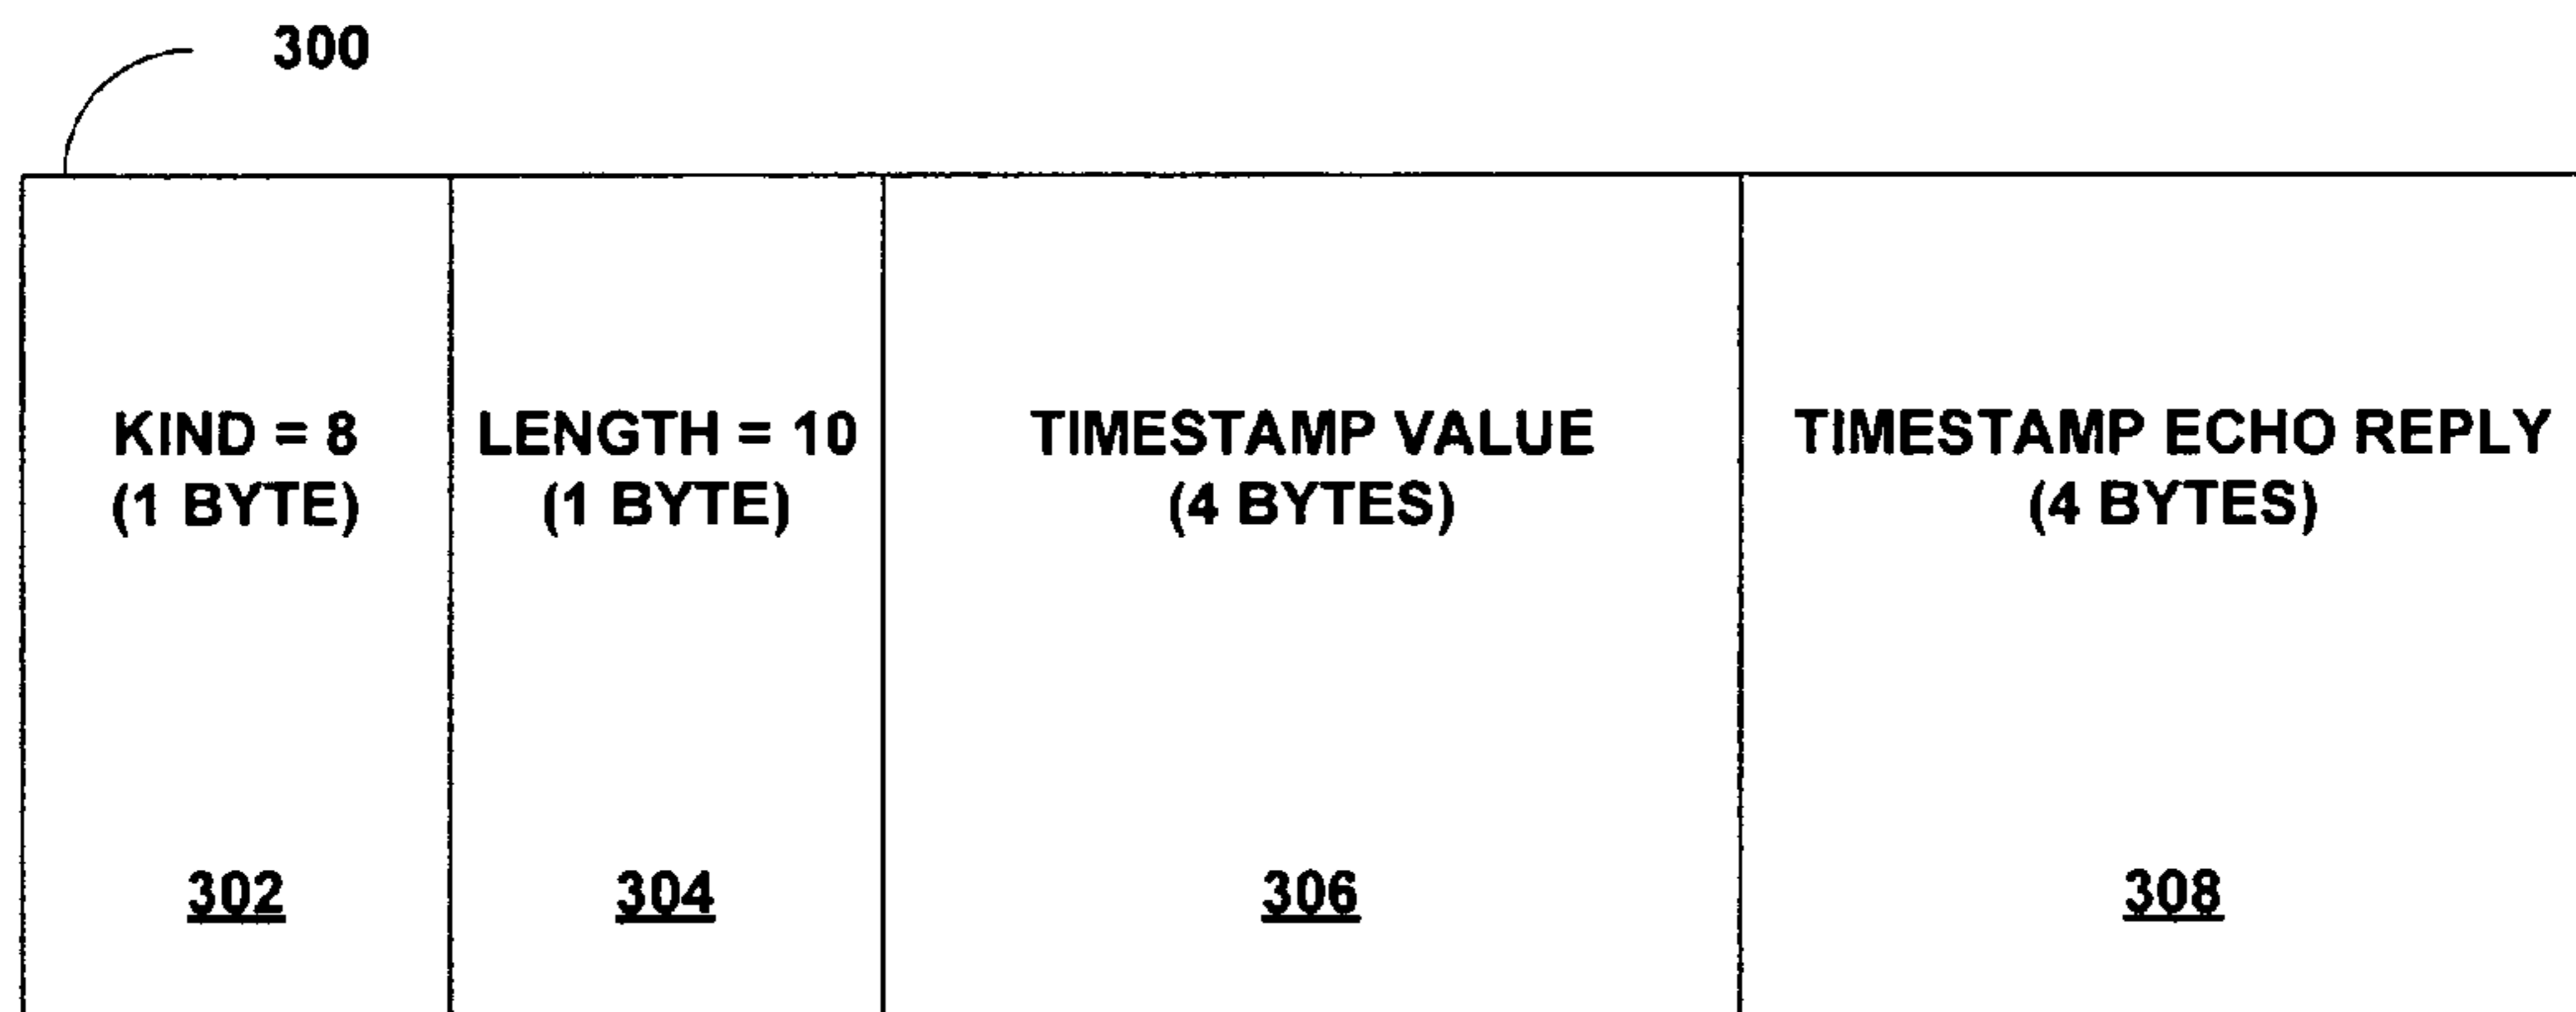 300
KIND = 8
(1 BYTE)
LENGTH = 10
(1 BYTE)
TIMESTAMP VALUE
(4 BYTES)
TIMESTAMP ECHO REPLY
(4 BYTES)
302
304
306
308